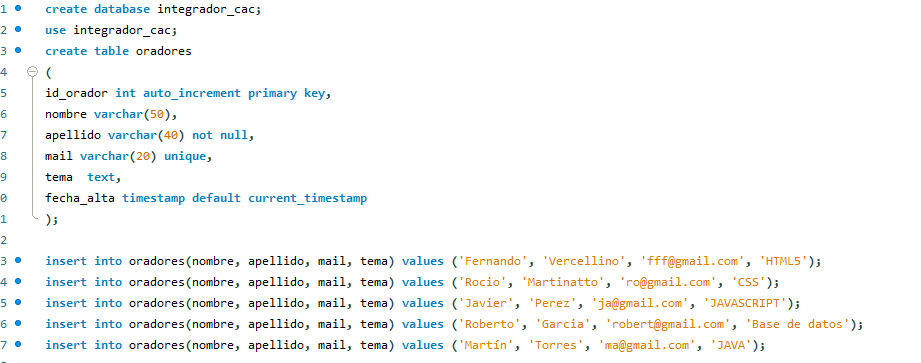 1 create database integrador_cac;
2 use integrador_cac;
3 create table oradores
4 (
5 id_orador int auto_increment primary key,
6 nombre varchar(50),
7 apellido varchar(40) not null,
8 mail varchar(20) unique,
9 tema  text,
0 fecha_alta timestamp default current_timestamp
1 );
2
3 insert into oradores(nombre, apellido, mail, tema) values ('Fernando', 'Vercellino', 'fff@gmail.com', 'HTML5');
4 insert into oradores(nombre, apellido, mail, tema) values ('Rocio', 'Martinatto', 'ro@gmail.com', 'CSS');
5 insert into oradores(nombre, apellido, mail, tema) values ('Javier', 'Perez', 'ja@gmail.com', 'JAVASCRIPT');
6 insert into oradores(nombre, apellido, mail, tema) values ('Roberto', 'Garcia', 'robert@gmail.com', 'Base de datos');
7 insert into oradores(nombre, apellido, mail, tema) values ('Martín', 'Torres', 'ma@gmail.com', 'JAVA');